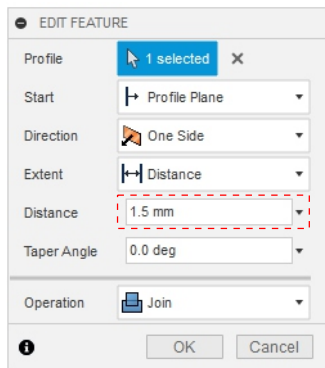 EDIT FEATURE
Profile 1 selected
Start Profile Plane
Direction One Side
Extent Distance
Distance 1.5 mm
Taper Angle 0.0 deg
Operation Join
OK Cancel